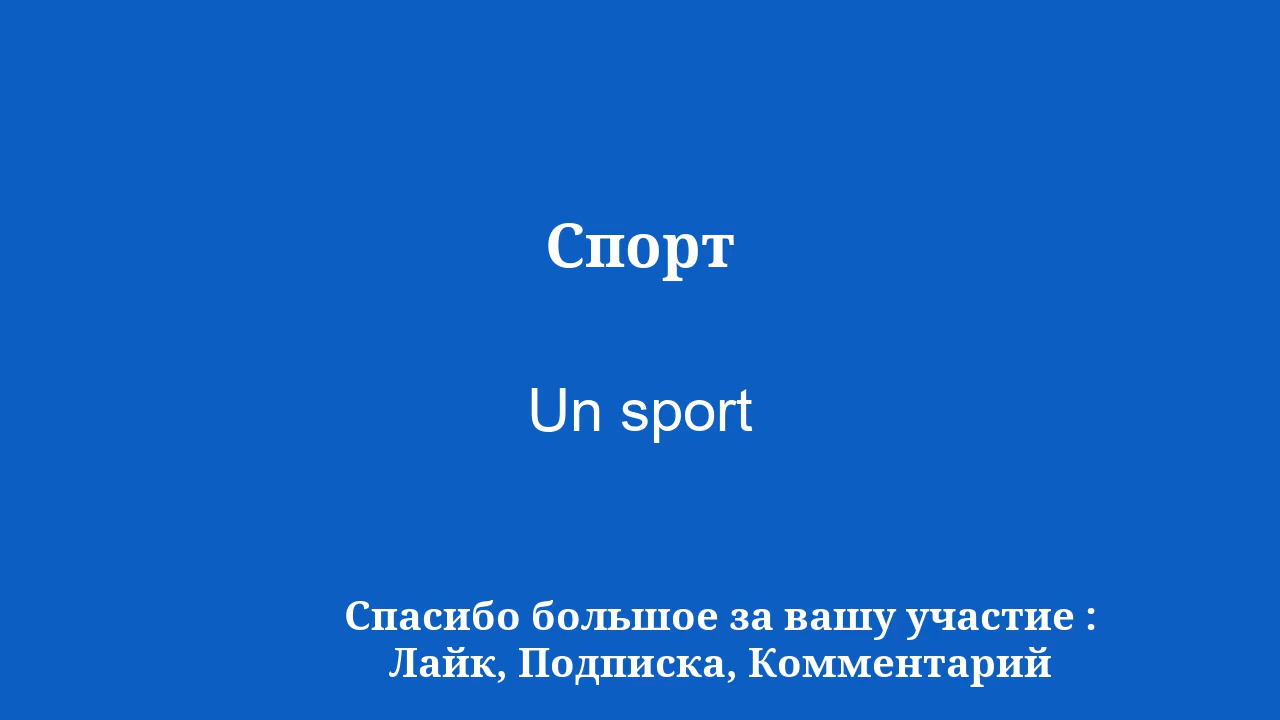 Спорт
Un sport
Спасибо большое за вашу участие :
Лайк, Подписка, Комментарий